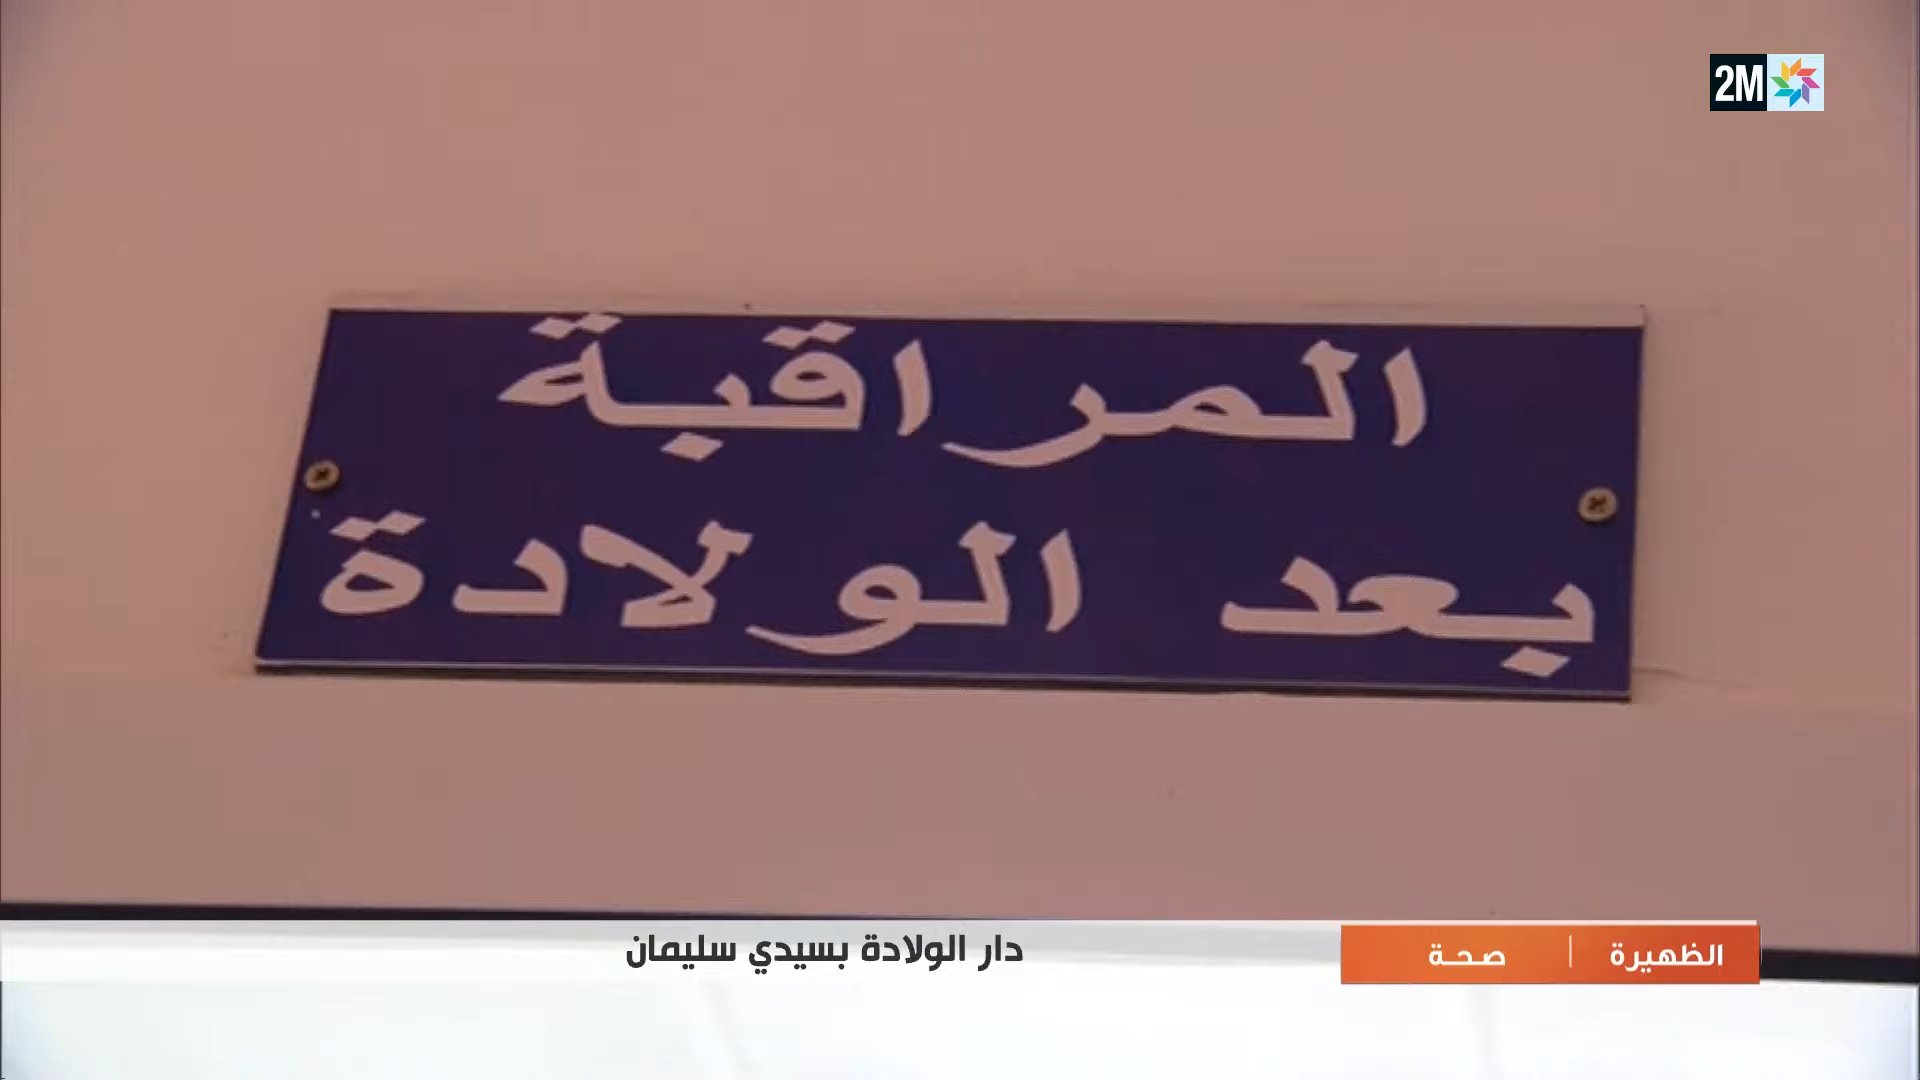 2M
المراقبة
بعد الولادة
الظهيرة | صحة
دار الولادة بسيدي سليمان